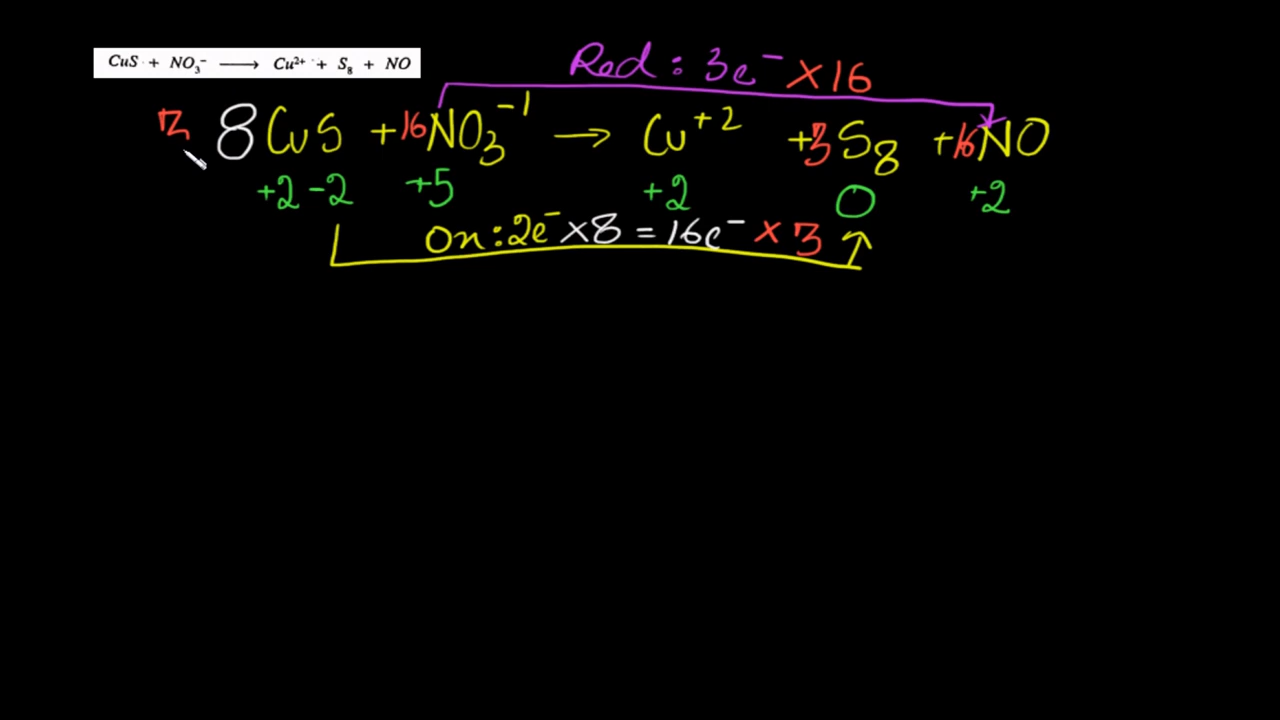 CuS + NO₃⁻ ⟶ Cu²⁺ + S₈ + NO
Red : 3e⁻ ×16
3 8CuS + 16NO₃⁻¹ → Cu⁺² + 3S₈ + 16NO
+2 -2 +5 +2 0 +2
on : 2e⁻ ×8 = 16e⁻ × 3